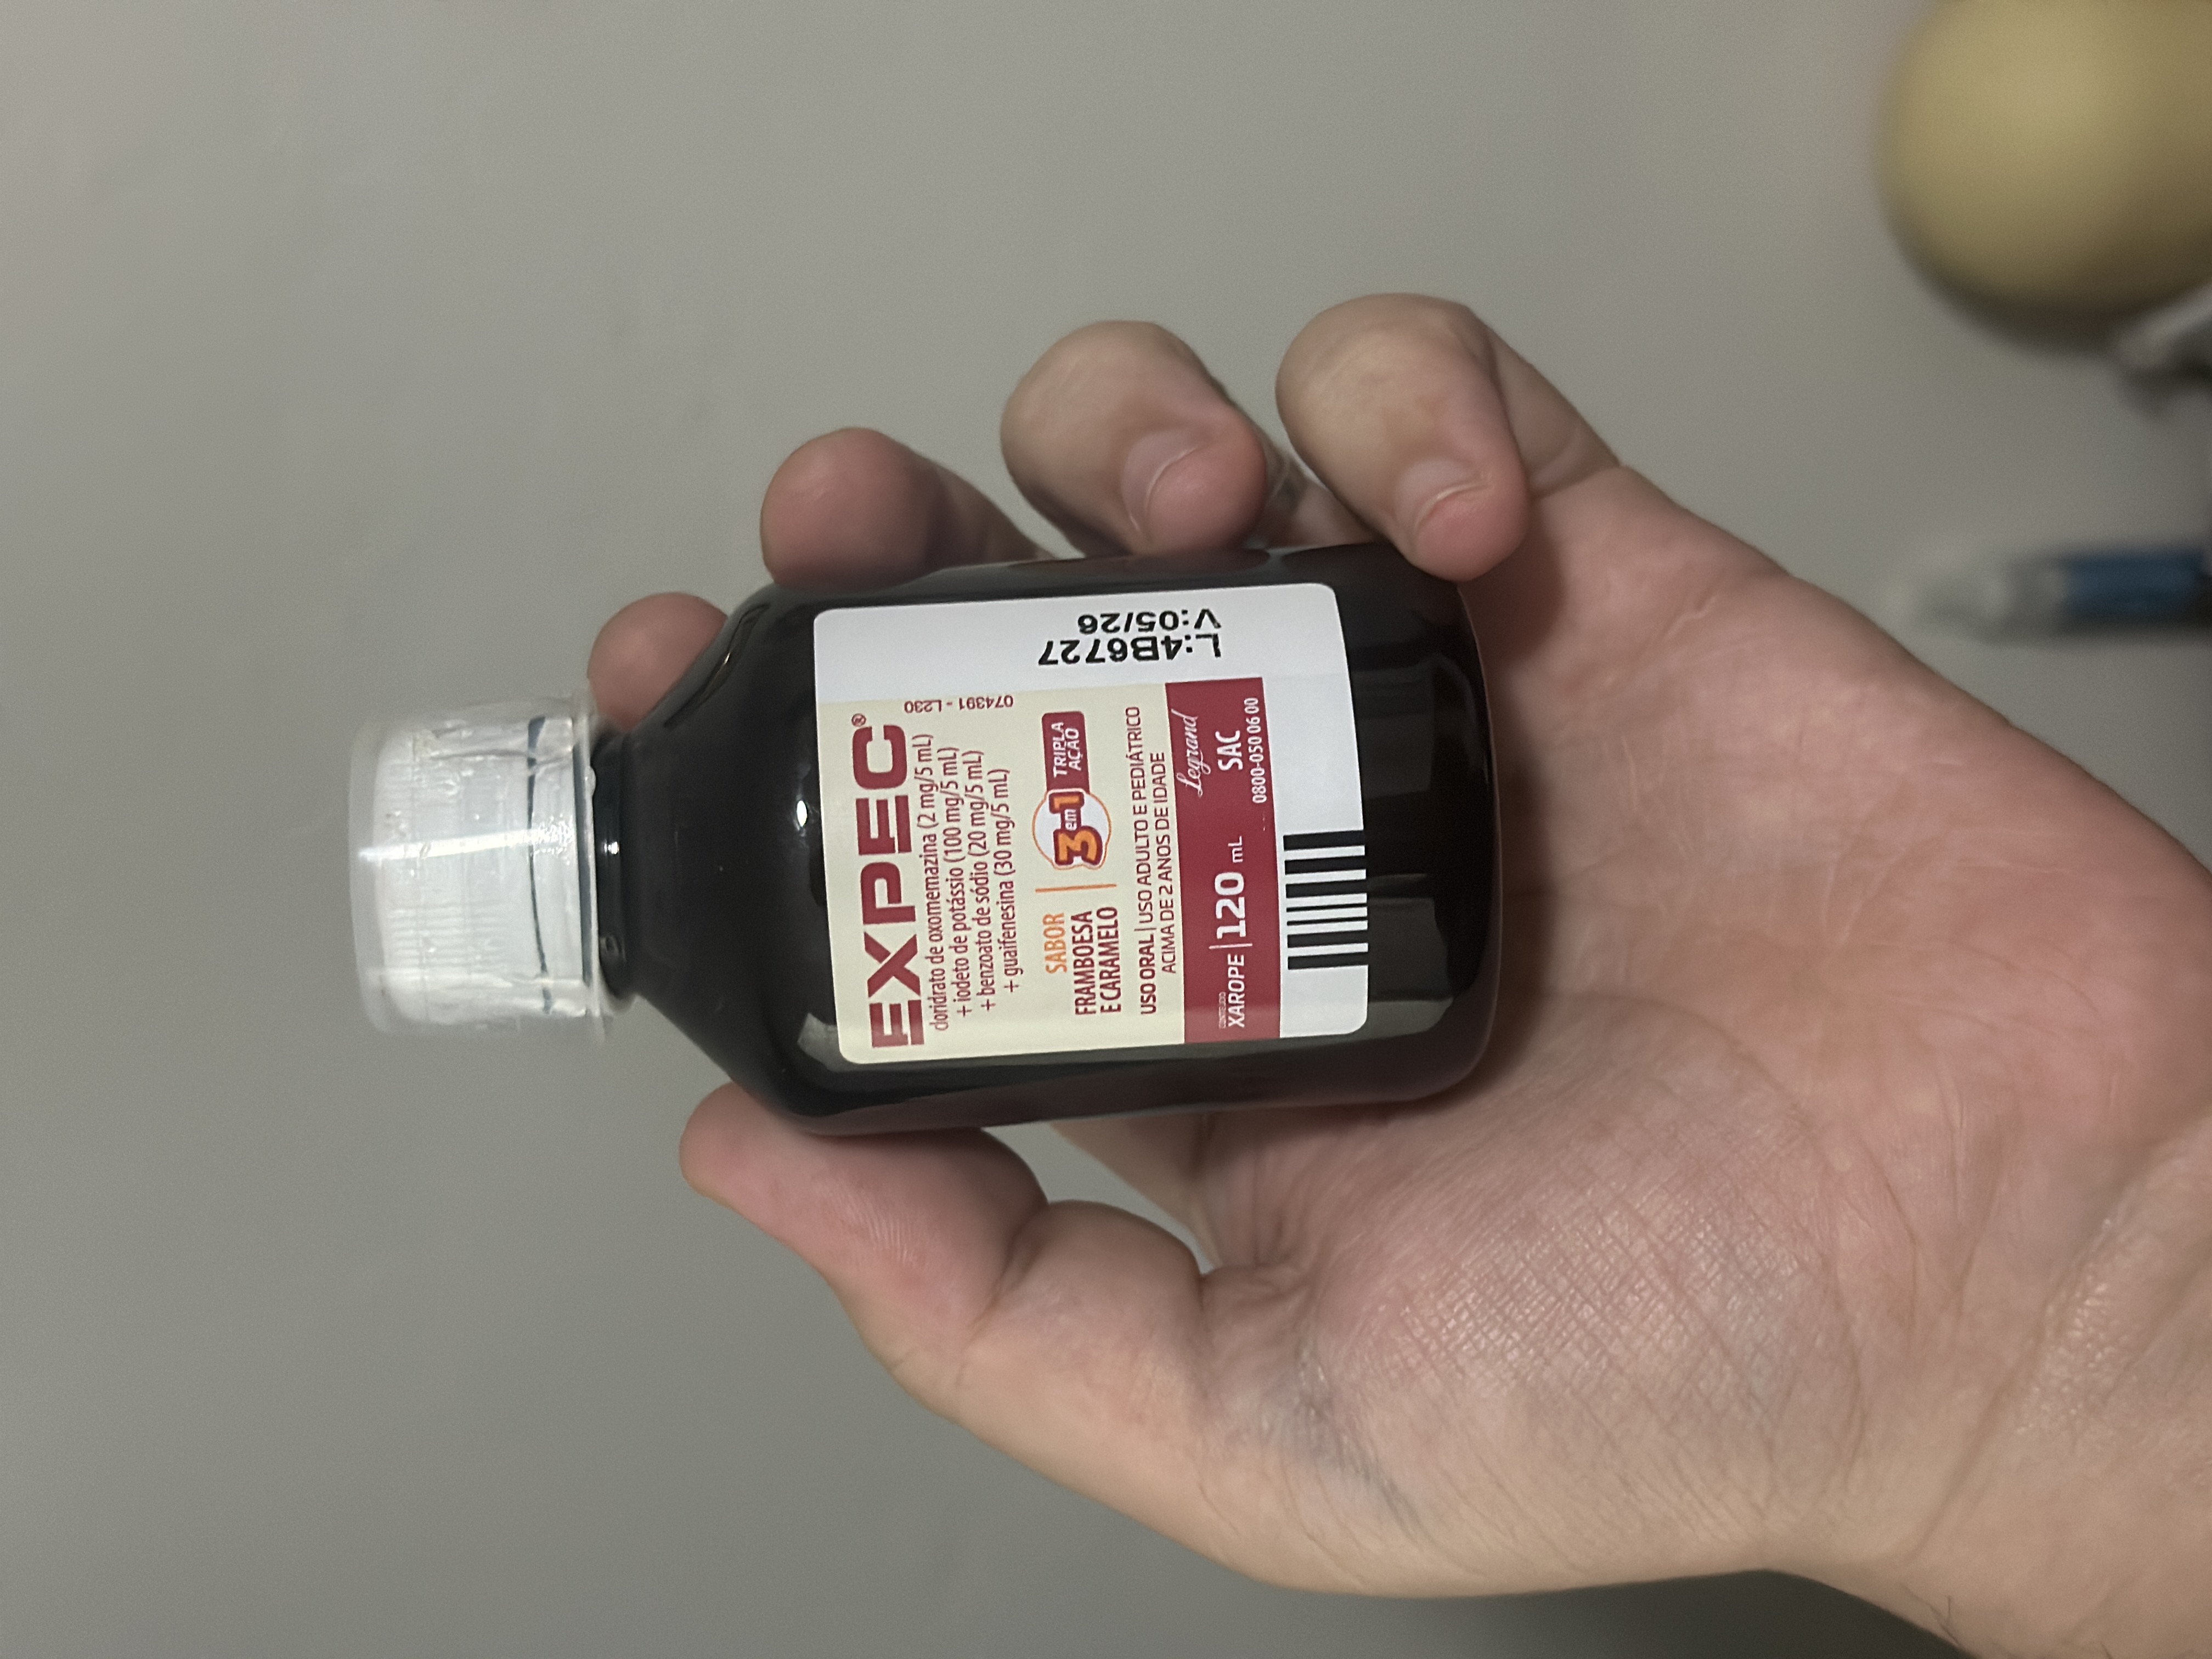 EXPEC®
cloridrato de oxomemazina (2 mg/5 mL)
+ iodeto de potássio (100 mg/5 mL)
+ benzoato de sódio (20 mg/5 mL)
+ guaifenesina (30 mg/5 mL)
074391 - L230
SABOR
FRAMBOESA
E CARAMELO
3 em 1
TRIPLA
AÇÃO
USO ORAL | USO ADULTO E PEDIÁTRICO
ACIMA DE 2 ANOS DE IDADE
CONTEÚDO
XAROPE | 120 mL
Legrand
SAC
0800-050 06 00
L:4B6727
V:05/26